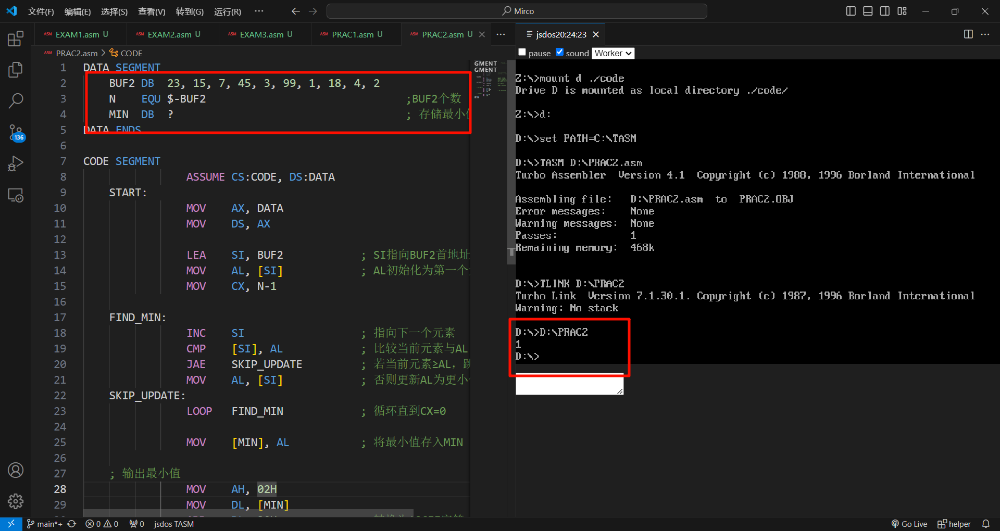 文件(F) 编辑(E) 选择(S) 查看(V) 转到(G) 运行(R) ··· Mirco
ASM EXAM1.asm U ASM EXAM2.asm U ASM EXAM3.asm U ASM PRAC1.asm U ASM PRAC2.asm U
ASM PRAC2.asm > CODE
1 DATA SEGMENT
2 BUF2 DB 23, 15, 7, 45, 3, 99, 1, 18, 4, 2
3 N EQU $-BUF2 ;BUF2个数
4 MIN DB ? ; 存储最小
5 DATA ENDS
6
7 CODE SEGMENT
8 ASSUME CS:CODE, DS:DATA
9 START:
10 MOV AX, DATA
11 MOV DS, AX
12
13 LEA SI, BUF2 ; SI指向BUF2首地址
14 MOV AL, [SI] ; AL初始化为第一个
15 MOV CX, N-1
16
17 FIND_MIN:
18 INC SI ; 指向下一个元素
19 CMP [SI], AL ; 比较当前元素与AL
20 JAE SKIP_UPDATE ; 若当前元素≥AL，跳
21 MOV AL, [SI] ; 否则更新AL为更小
22 SKIP_UPDATE:
23 LOOP FIND_MIN ; 循环直到CX=0
24
25 MOV [MIN], AL ; 将最小值存入MIN
26
27 ; 输出最小值
28 MOV AH, 02H
29 MOV DL, [MIN]
GMENT
GMENT
jsdos20:24:23
pause sound Worker
Z:\>mount d ./code
Drive D is mounted as local directory ./code/
Z:\>d:
D:\>set PATH=C:\TASM
D:\>TASM D:\PRAC2.asm
Turbo Assembler  Version 4.1  Copyright (c) 1988, 1996 Borland International
Assembling file:   D:\PRAC2.asm  to  PRAC2.OBJ
Error messages:    None
Warning messages:  None
Passes:            1
Remaining memory:  468k
D:\>TLINK D:\PRAC2
Turbo Link  Version 7.1.30.1. Copyright (c) 1987, 1996 Borland International
Warning: No stack
D:\>D:\PRAC2
1
D:\>
136
main*+ 0 0 0 jsdos TASM Go Live helper